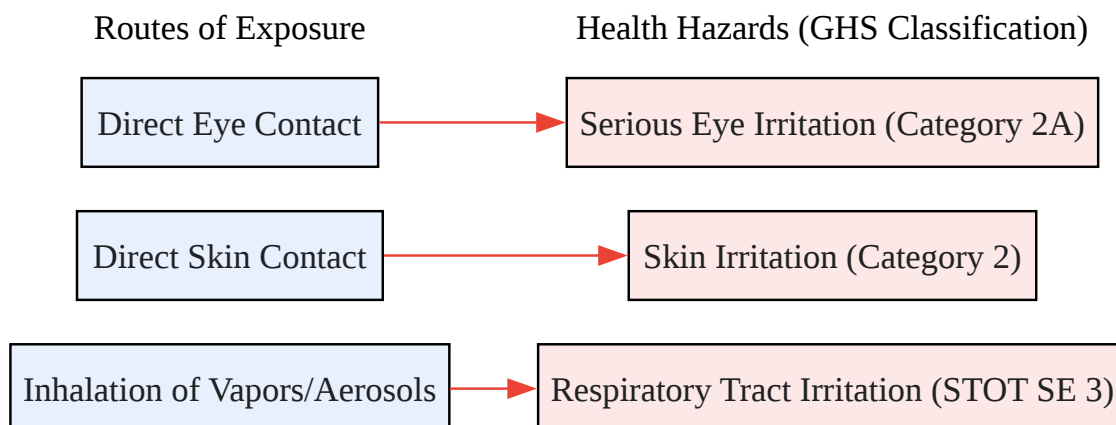 Routes of Exposure
Health Hazards (GHS Classification)
Direct Eye Contact
Serious Eye Irritation (Category 2A)
Direct Skin Contact
Skin Irritation (Category 2)
Inhalation of Vapors/Aerosols
Respiratory Tract Irritation (STOT SE 3)